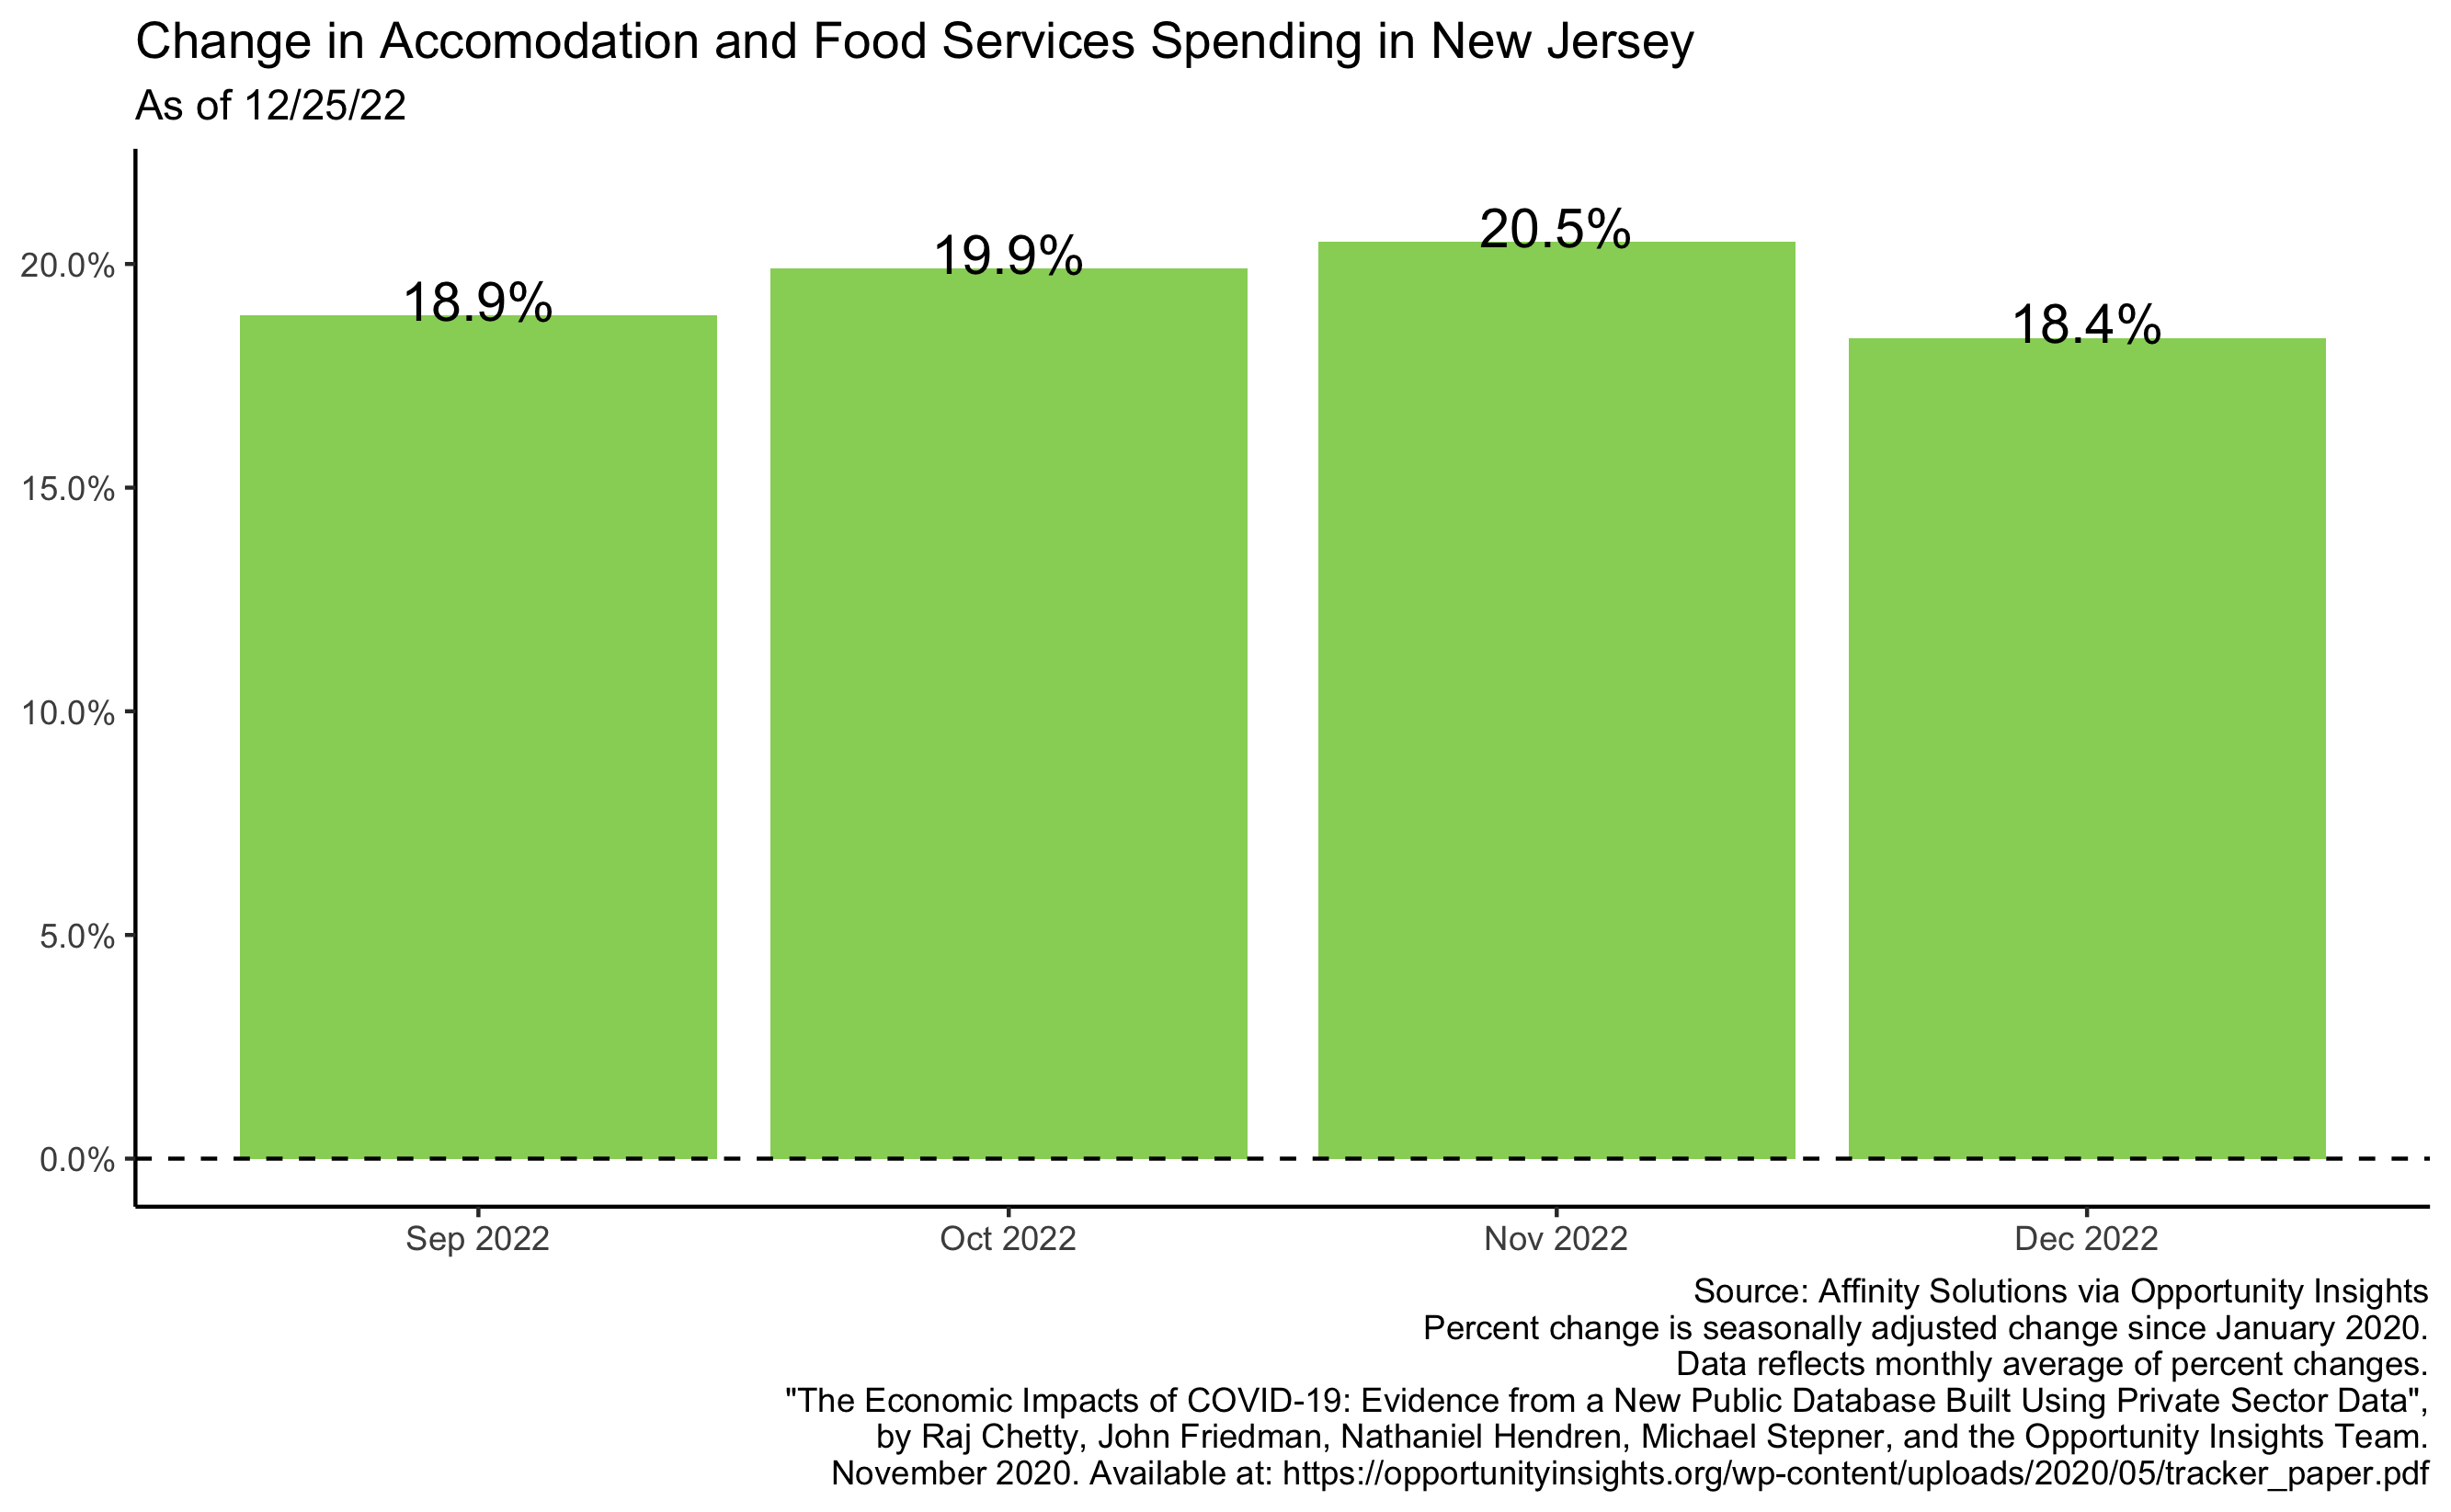 Change in Accomodation and Food Services Spending in New Jersey
As of 12/25/22
20.5%
19.9%
18.9%
18.4%
20.0%
15.0%
10.0%
5.0%
0.0%
Sep 2022
Oct 2022
Nov 2022
Dec 2022
Source: Affinity Solutions via Opportunity Insights
Percent change is seasonally adjusted change since January 2020.
Data reflects monthly average of percent changes.
"The Economic Impacts of COVID-19: Evidence from a New Public Database Built Using Private Sector Data",
by Raj Chetty, John Friedman, Nathaniel Hendren, Michael Stepner, and the Opportunity Insights Team.
November 2020. Available at: https://opportunityinsights.org/wp-content/uploads/2020/05/tracker_paper.pdf